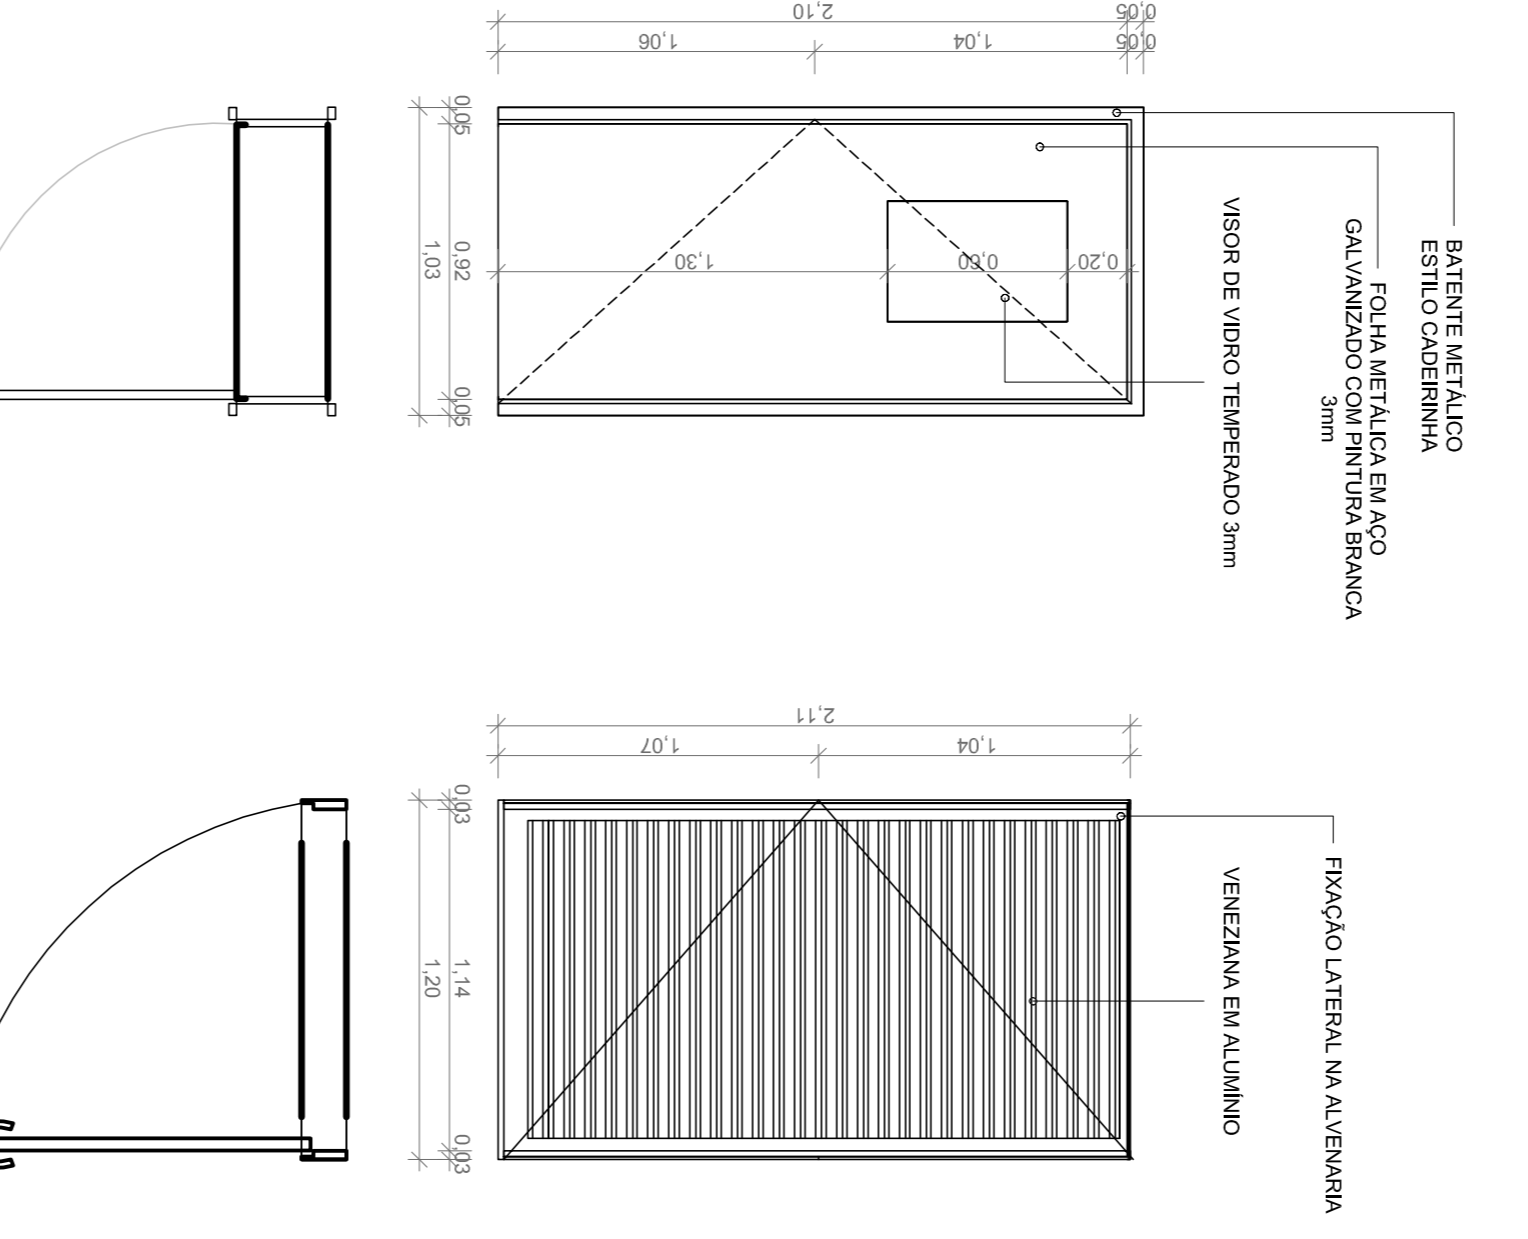 BATENTE METÁLICO
ESTILO CADEIRINHA
FOLHA METÁLICA EM AÇO
GALVANIZADO COM PINTURA BRANCA
3mm
VISOR DE VIDRO TEMPERADO 3mm
2,10
0,05
1,06
1,04
0,05
1,30
0,60
0,20
0,05
0,92
0,05
1,03
FIXAÇÃO LATERAL NA ALVENARIA
VENEZIANA EM ALUMÍNIO
2,11
1,07
1,04
0,03
1,14
0,03
1,20